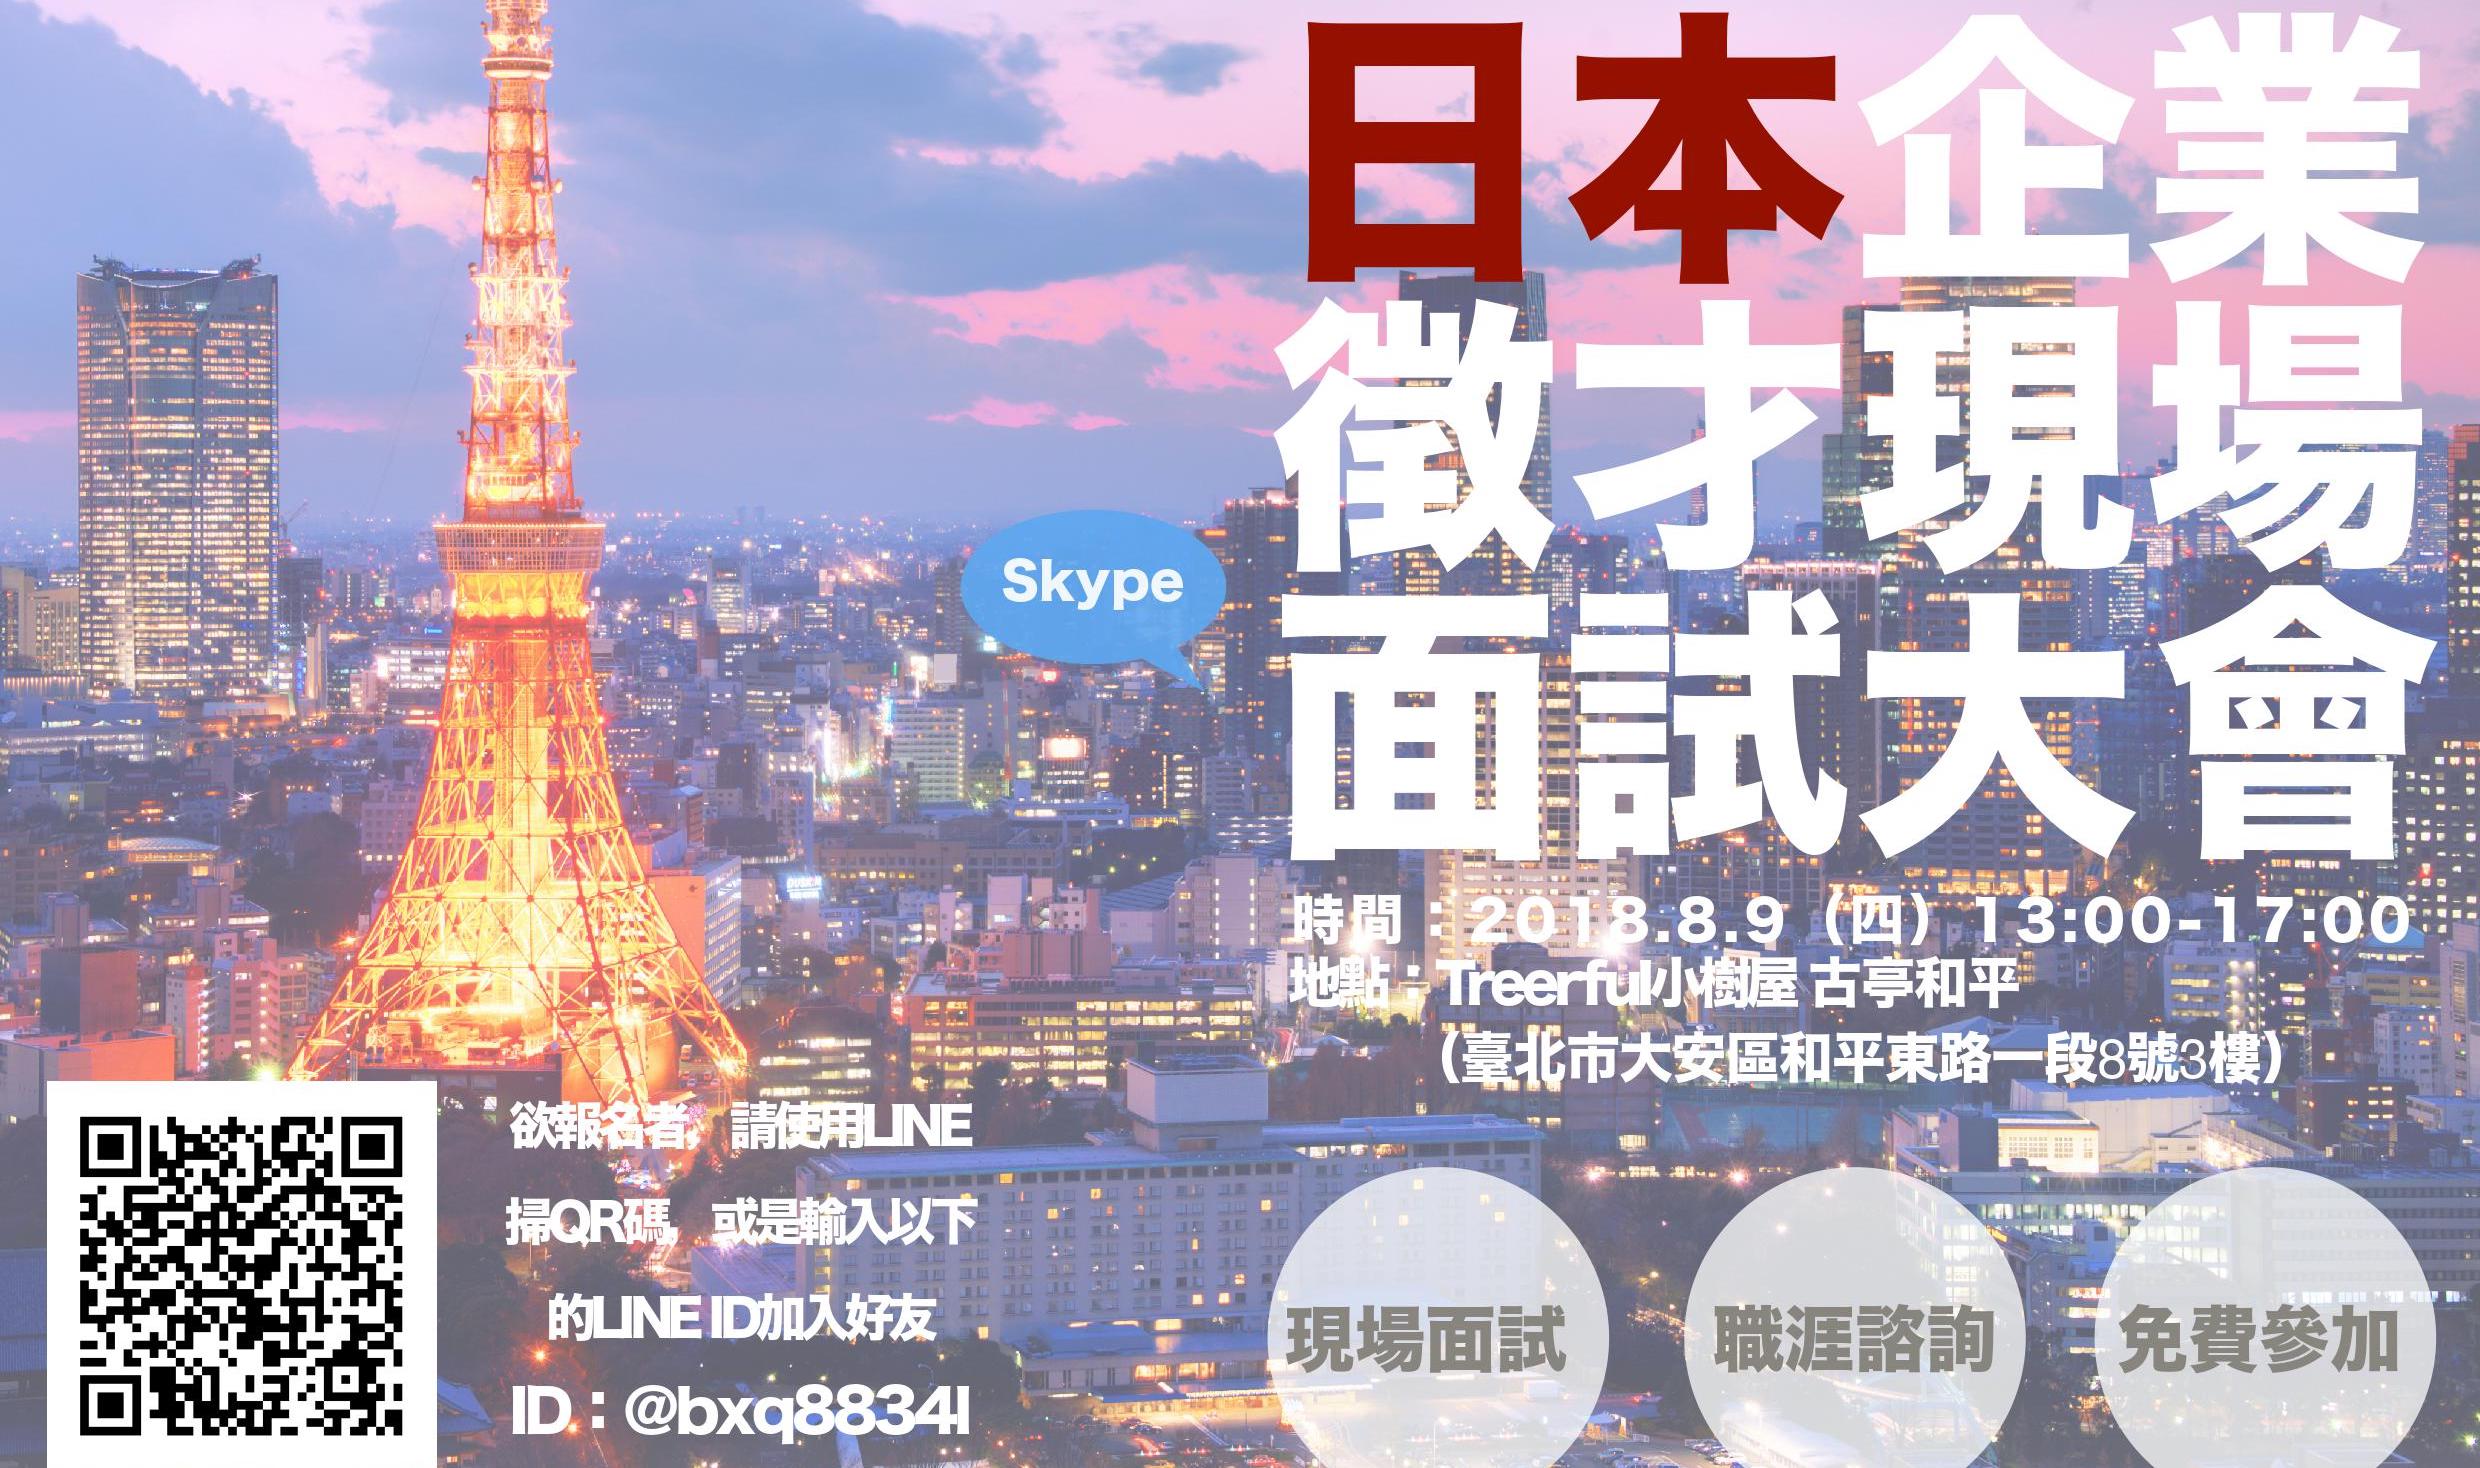 日本企業
徵才現場
Skype
面試大會
時間：2018.8.9（四）13:00-17:00
地點：Treerful小樹屋 古亭和平
（臺北市大安區和平東路一段8號3樓）
欲報名者，請使用LINE
掃QR碼，或是輸入以下
的LINE ID加入好友
ID：@bxq8834l
現場面試
職涯諮詢
免費參加